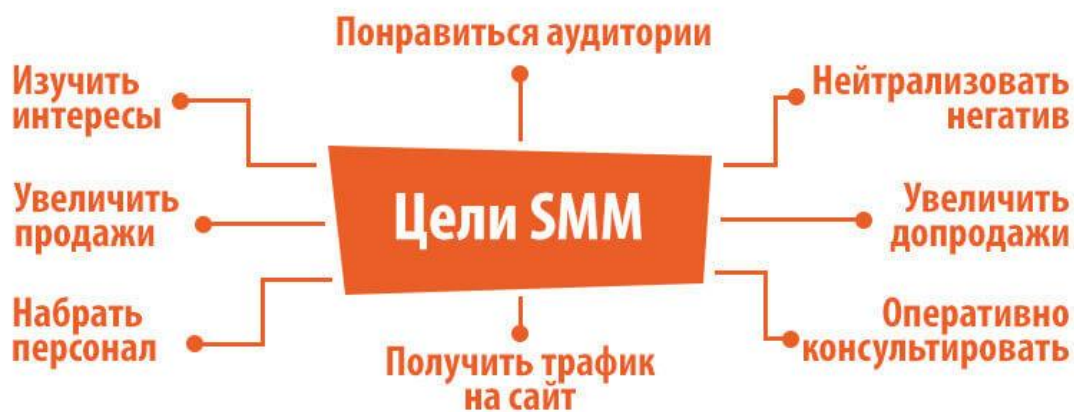 Понравиться аудитории
Изучить
интересы
Нейтрализовать
негатив
Увеличить
продажи
Цели SMM
Увеличить
допродажи
Набрать
персонал
Получить трафик
на сайт
Оперативно
консультировать